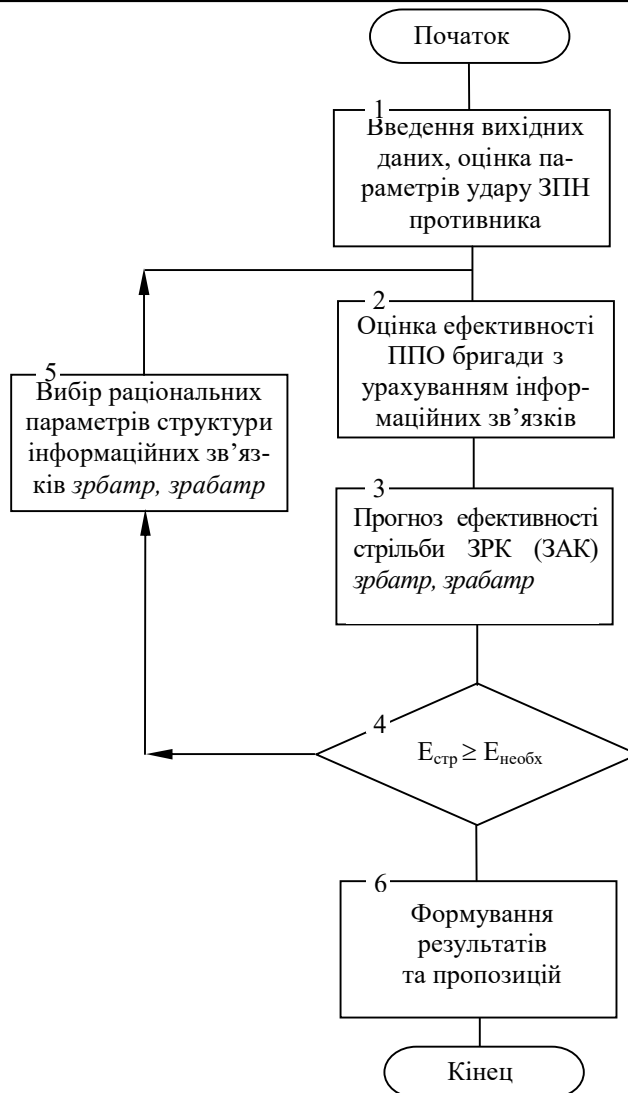 Початок
1
Введення вихідних
даних, оцінка па-
раметрів удару ЗПН
противника
2
Оцінка ефективності
ППО бригади з
урахуванням інфор-
маційних зв’язків
5
Вибір раціональних
параметрів структури
інформаційних зв’яз-
ків зрбатр, зрабатр
3
Прогноз ефективності
стрільби ЗРК (ЗАК)
зрбатр, зрабатр
4
Eстр ≥ Eнеобх
6
Формування
результатів
та пропозицій
Кінец